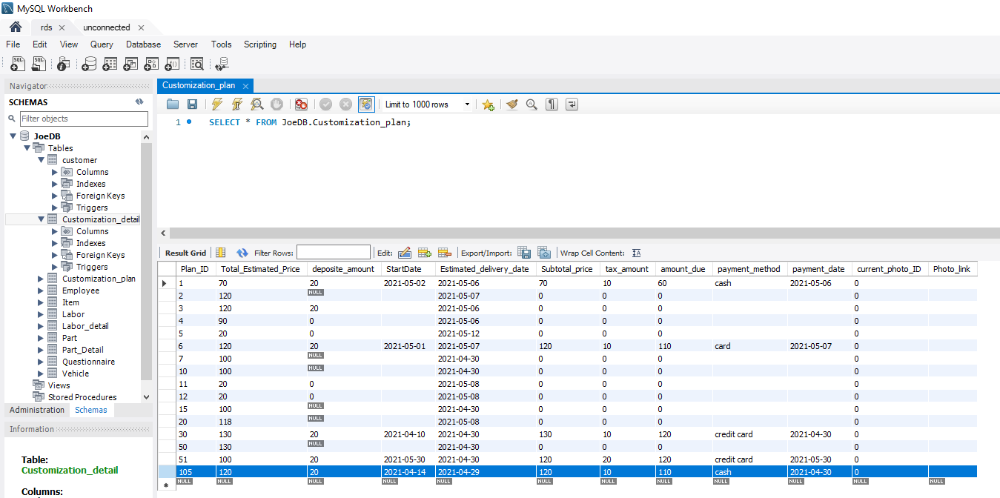 MySQL Workbench
rds unconnected
File Edit View Query Database Server Tools Scripting Help
Navigator
SCHEMAS
Filter objects
JoeDB
Tables
customer
Columns
Indexes
Foreign Keys
Triggers
Customization_detail
Columns
Indexes
Foreign Keys
Triggers
Customization_plan
Employee
Item
Labor
Labor_detail
Part
Part_Detail
Questionnaire
Vehicle
Views
Stored Procedures
Administration Schemas
Information
Table:
Customization_detail
Columns:
Customization_plan
Limit to 1000 rows
1 SELECT * FROM JoeDB.Customization_plan;
Result Grid Filter Rows: Edit: Export/Import: Wrap Cell Content: IA
Plan_ID Total_Estimated_Price deposite_amount StartDate Estimated_delivery_date Subtotal_price tax_amount amount_due payment_method payment_date current_photo_ID Photo_link
1 70 20 2021-05-02 2021-05-06 70 10 60 cash 2021-05-06 0
2 120 NULL 2021-05-07 0 0 0 0
3 120 20 2021-05-06 0 0 0 0
4 90 0 2021-05-06 0 0 0 0
5 20 0 2021-05-12 0 0 0 0
6 120 20 2021-05-01 2021-05-07 120 10 110 card 2021-05-07 0
7 100 NULL 2021-04-30 0 0 0 0
10 100 NULL 2021-04-30 0 0 0 0
11 20 0 2021-05-08 0 0 0 0
12 20 0 2021-05-08 0 0 0 0
15 100 NULL 2021-04-30 0 0 0 0
20 118 NULL 2021-05-08 0 0 0 0
30 130 20 2021-04-10 2021-04-30 130 10 120 credit card 2021-04-30 0
50 130 NULL 2021-04-30 0 0 0 0
51 100 20 2021-05-30 2021-04-30 120 20 120 credit card 2021-05-30 0
105 120 20 2021-04-14 2021-04-29 120 10 110 cash 2021-04-30 0
NULL NULL NULL NULL NULL NULL NULL NULL NULL NULL NULL NULL